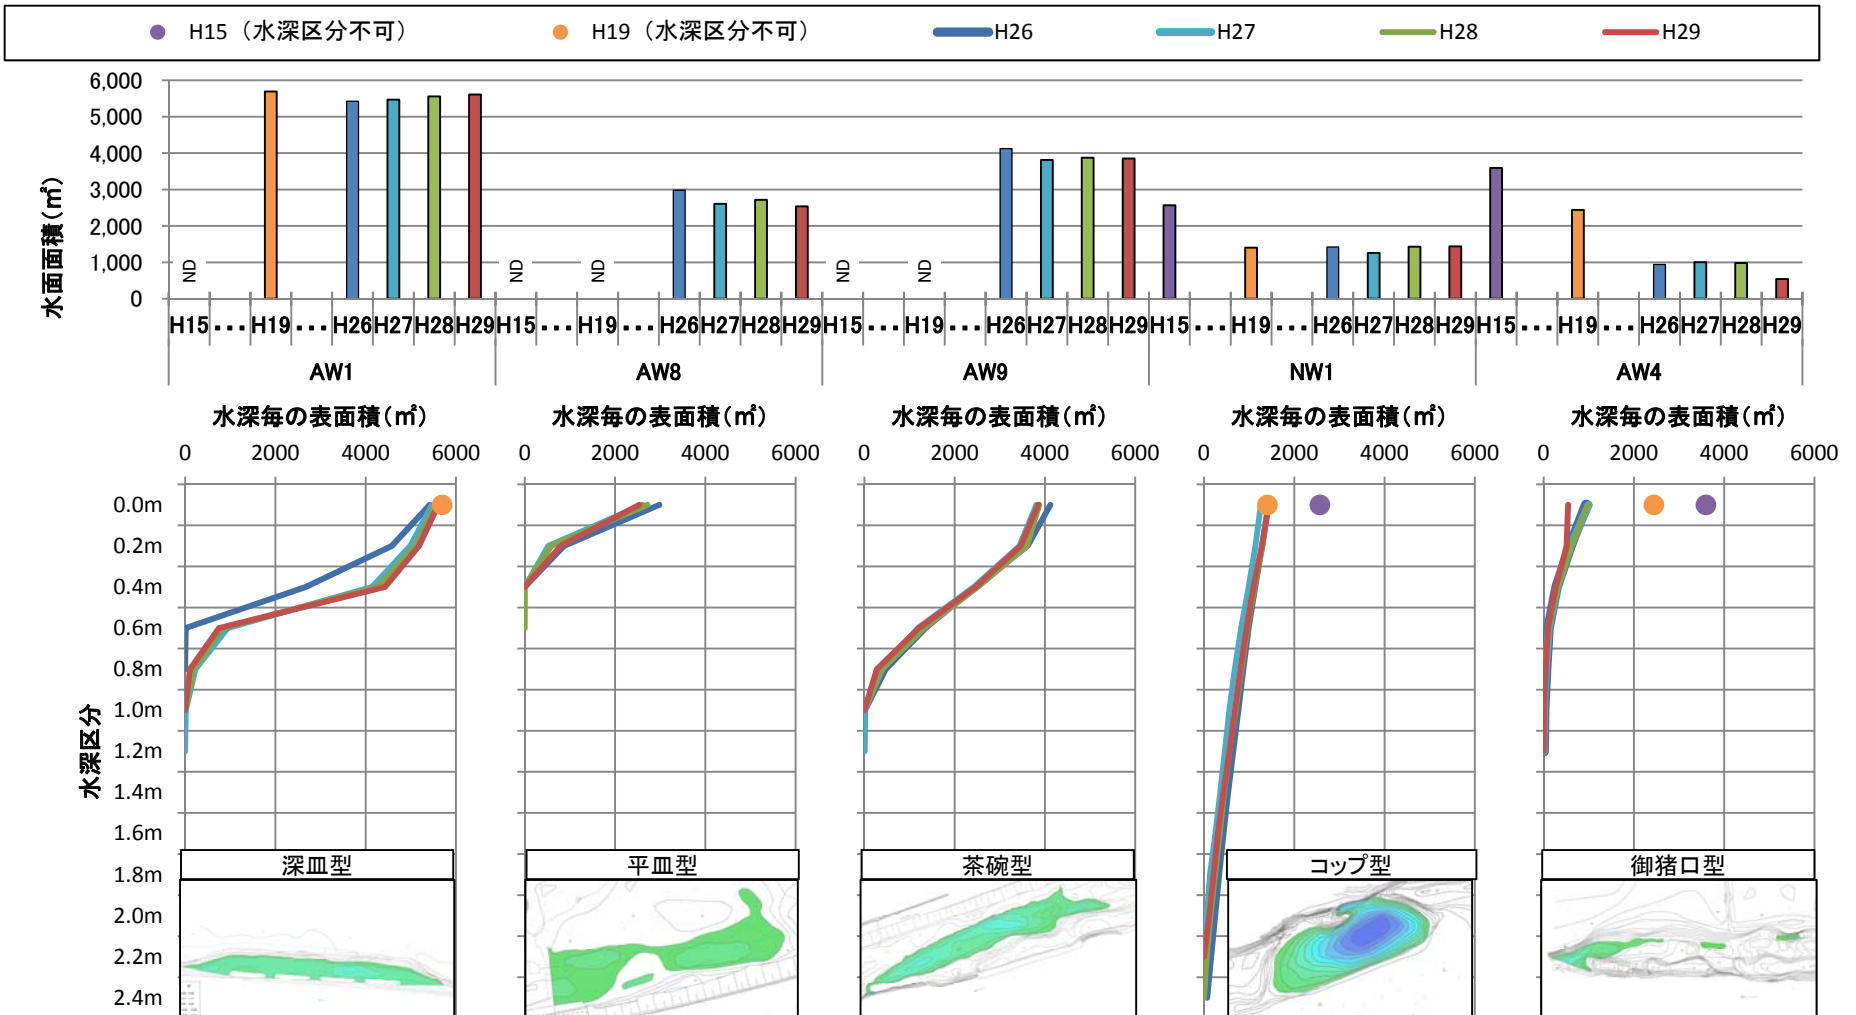 H15（水深区分不可） H19（水深区分不可） H26 H27 H28 H29
水面面積（㎡）
6,000
5,000
4,000
3,000
2,000
1,000
0
ND ND ND ND ND
H15 ・・・ H19 ・・・ H26 H27 H28 H29 H15 ・・・ H19 ・・・ H26 H27 H28 H29 H15 ・・・ H19 ・・・ H26 H27 H28 H29 H15 ・・・ H19 ・・・ H26 H27 H28 H29 H15 ・・・ H19 ・・・ H26 H27 H28 H29
AW1 AW8 AW9 NW1 AW4
水深毎の表面積（㎡） 水深毎の表面積（㎡） 水深毎の表面積（㎡） 水深毎の表面積（㎡） 水深毎の表面積（㎡）
0 2000 4000 6000 0 2000 4000 6000 0 2000 4000 6000 0 2000 4000 6000 0 2000 4000 6000
水深区分
0.0m
0.2m
0.4m
0.6m
0.8m
1.0m
1.2m
1.4m
1.6m
1.8m
2.0m
2.2m
2.4m
深皿型 平皿型 茶碗型 コップ型 御猪口型